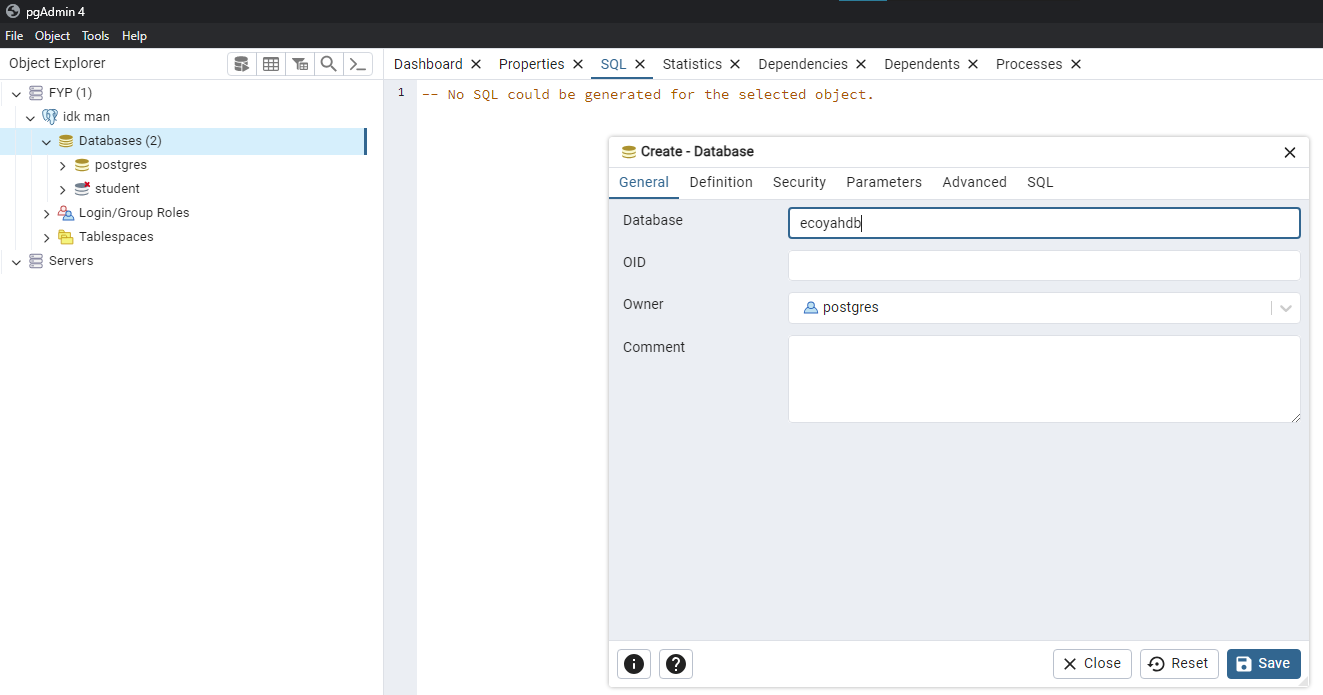 pgAdmin 4
File Object Tools Help
Object Explorer
Dashboard Properties SQL Statistics Dependencies Dependents Processes
FYP (1)
idk man
Databases (2)
postgres
student
Login/Group Roles
Tablespaces
Servers
1 -- No SQL could be generated for the selected object.
Create - Database
General Definition Security Parameters Advanced SQL
Database ecoyahdb
OID
Owner postgres
Comment
Close Reset Save